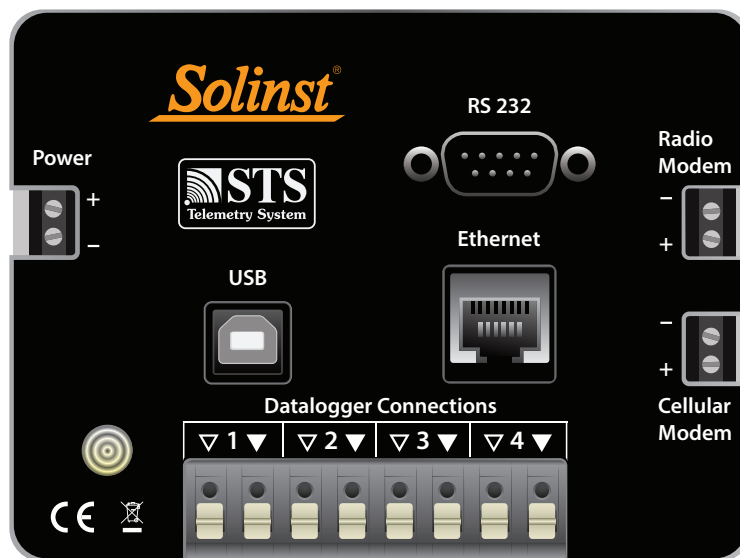 Solinst®
RS 232
Radio
Modem
Power
+
−
STS
Telemetry System
−
+
USB
Ethernet
−
+
Datalogger Connections
▽ 1 ▼ ▽ 2 ▼ ▽ 3 ▼ ▽ 4 ▼
Cellular
Modem
CE